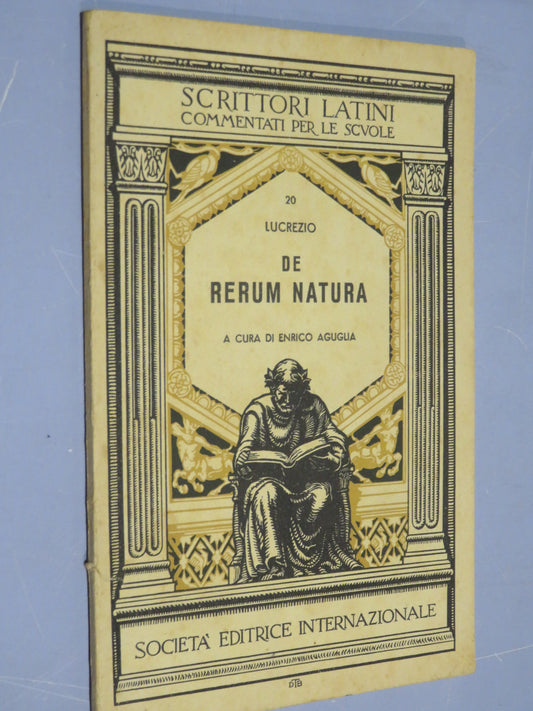 SCRITTORI LATINI
COMMENTATI PER LE SCVOLE
20
LUCREZIO
DE
RERUM NATURA
A CURA DI ENRICO AGUGLIA
SOCIETA' EDITRICE INTERNAZIONALE